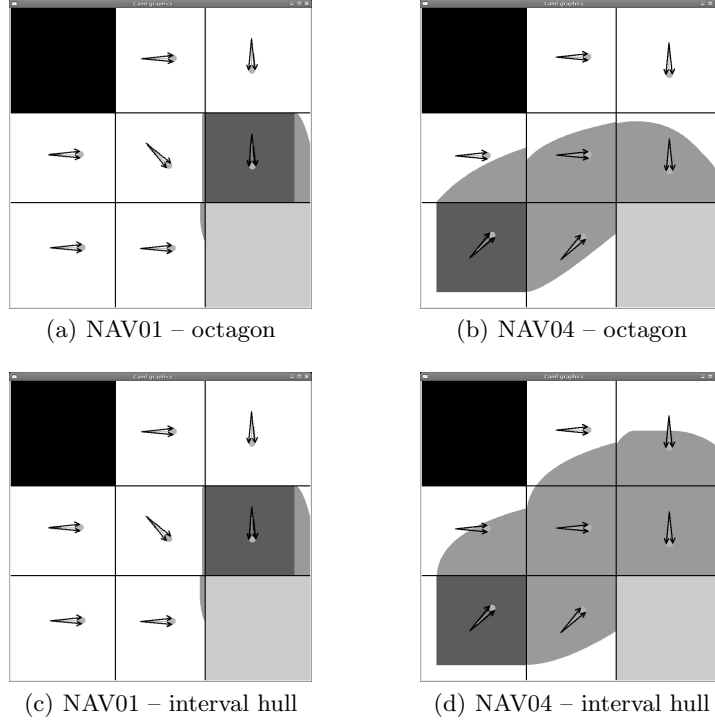 Caml graphics
Caml graphics
(a) NAV01 – octagon
(b) NAV04 – octagon
Caml graphics
Caml graphics
(c) NAV01 – interval hull
(d) NAV04 – interval hull